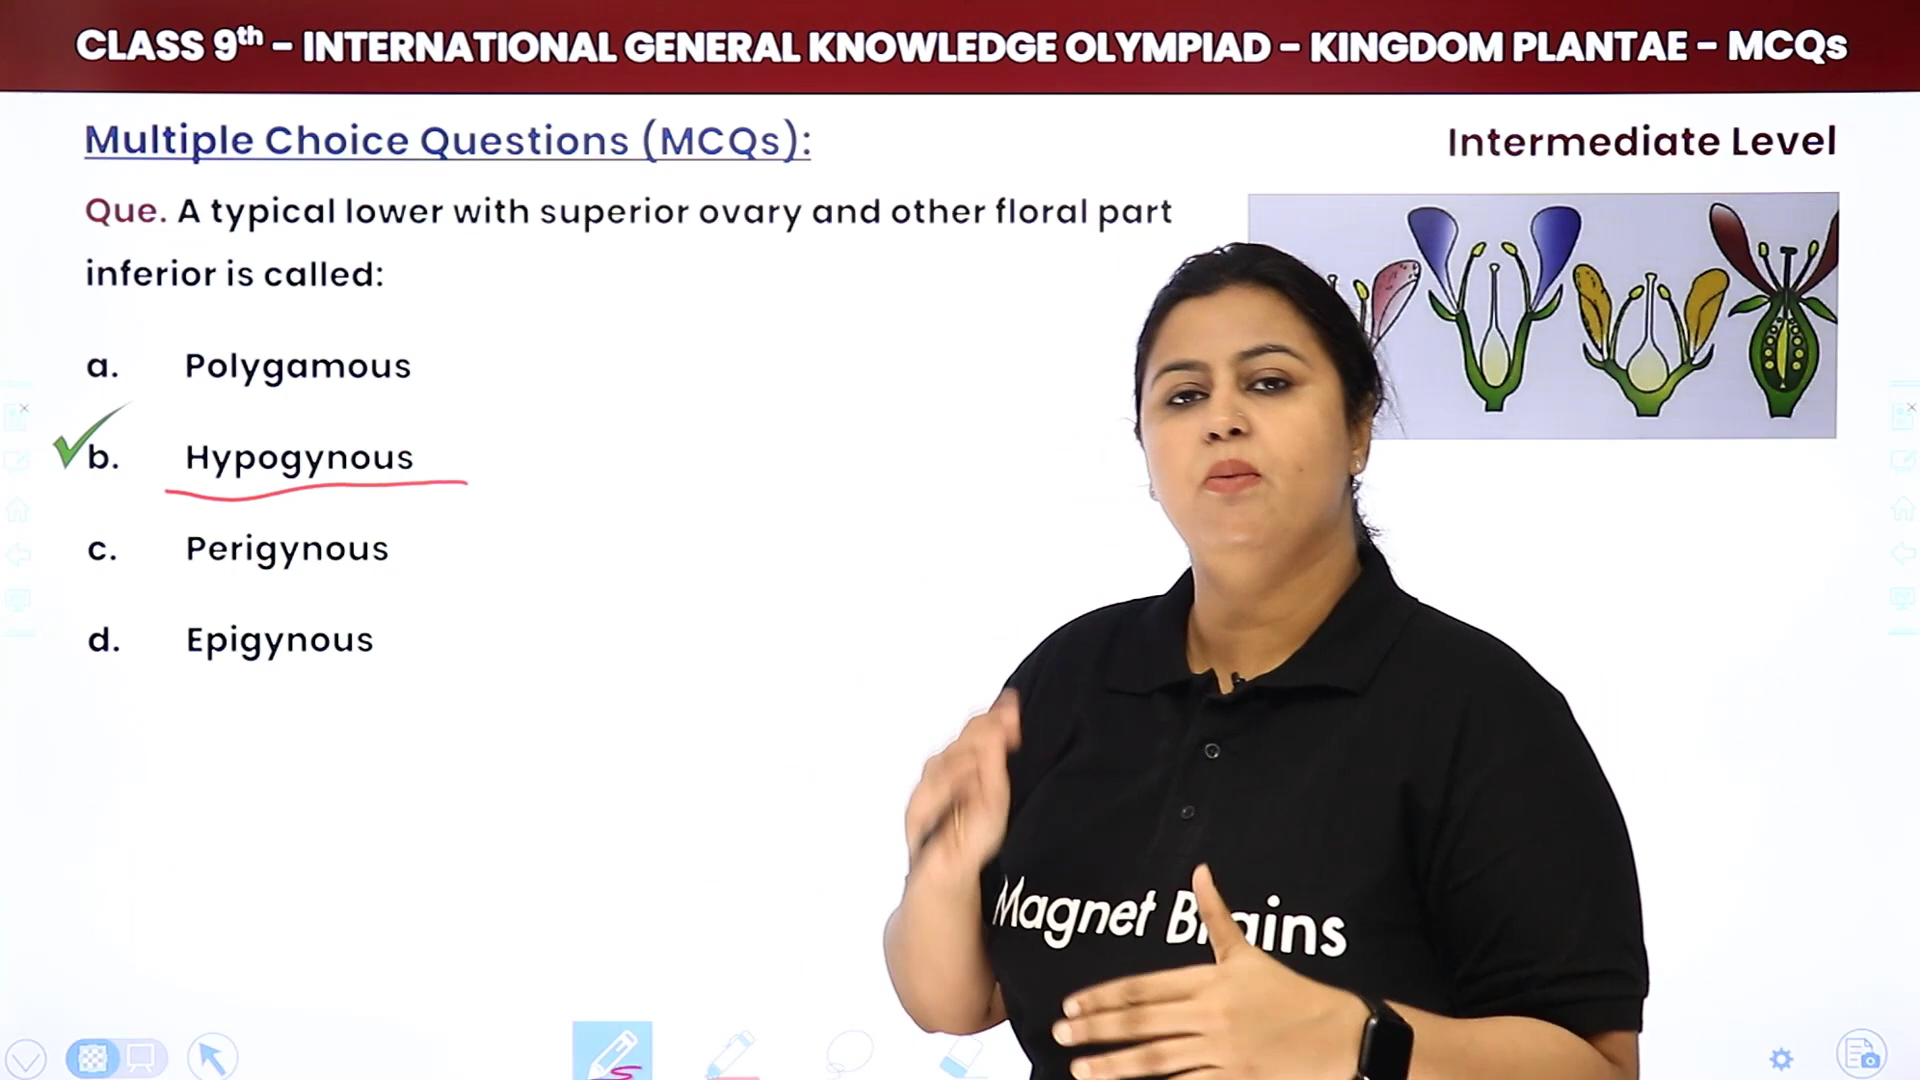 CLASS 9th – INTERNATIONAL GENERAL KNOWLEDGE OLYMPIAD – KINGDOM PLANTAE – MCQs
Multiple Choice Questions (MCQs):
Intermediate Level
Que. A typical lower with superior ovary and other floral part
inferior is called:
a. Polygamous
b. Hypogynous
c. Perigynous
d. Epigynous
Magnet Brains